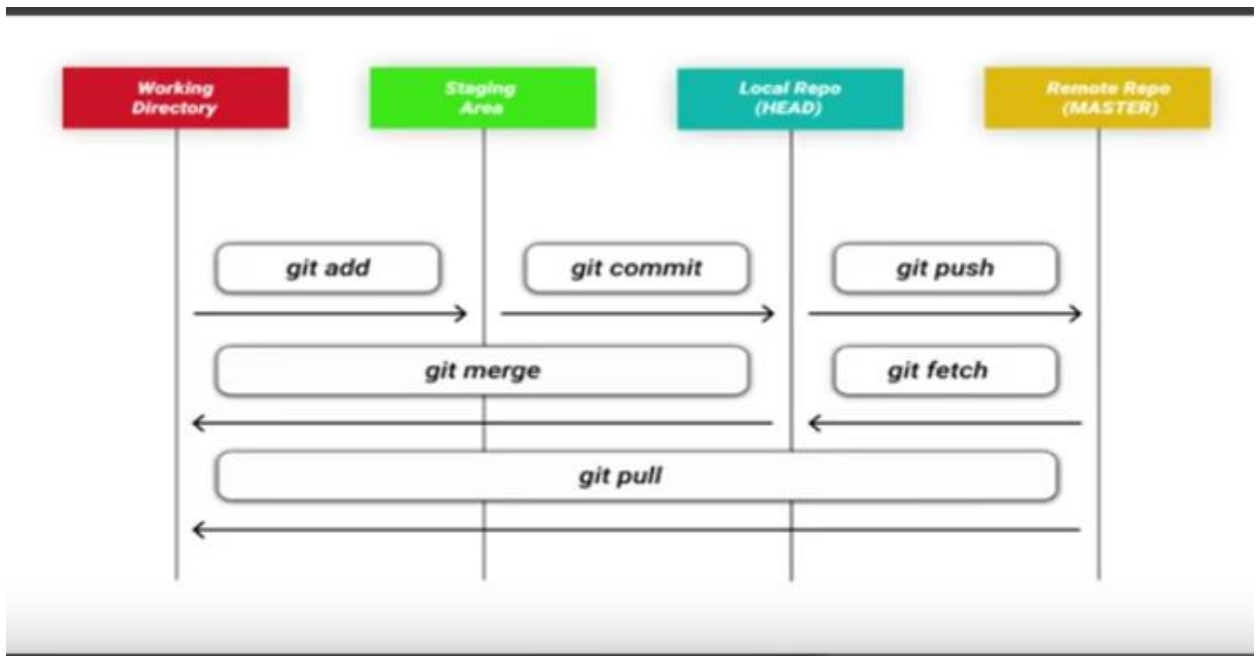 Working
Directory
Staging
Area
Local Repo
(HEAD)
Remote Repo
(MASTER)
git add
git commit
git push
git merge
git fetch
git pull